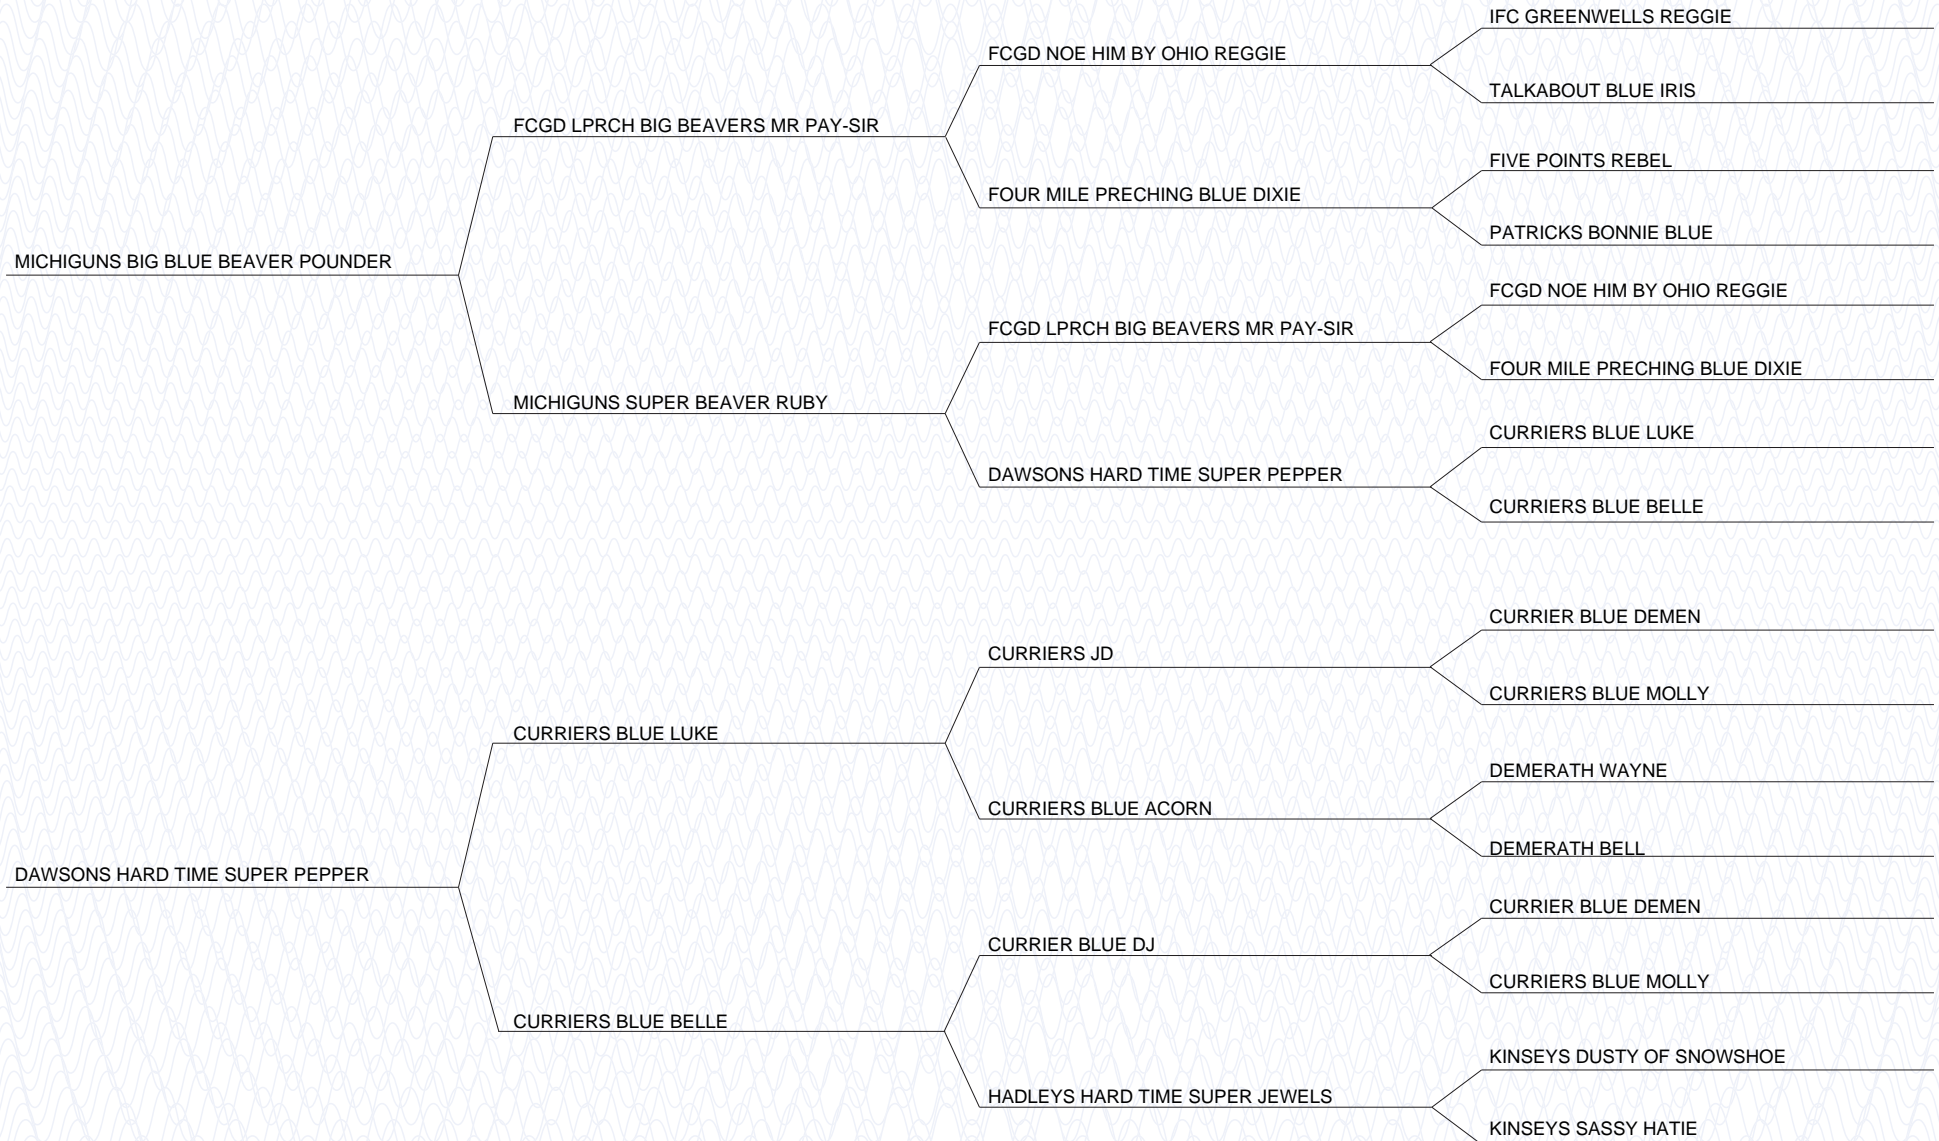 IFC GREENWELLS REGGIE
FCGD NOE HIM BY OHIO REGGIE
TALKABOUT BLUE IRIS
FCGD LPRCH BIG BEAVERS MR PAY-SIR
FIVE POINTS REBEL
FOUR MILE PRECHING BLUE DIXIE
PATRICKS BONNIE BLUE
MICHIGUNS BIG BLUE BEAVER POUNDER
FCGD NOE HIM BY OHIO REGGIE
FCGD LPRCH BIG BEAVERS MR PAY-SIR
FOUR MILE PRECHING BLUE DIXIE
MICHIGUNS SUPER BEAVER RUBY
CURRIERS BLUE LUKE
DAWSONS HARD TIME SUPER PEPPER
CURRIERS BLUE BELLE
CURRIER BLUE DEMEN
CURRIERS JD
CURRIERS BLUE MOLLY
CURRIERS BLUE LUKE
DEMERATH WAYNE
CURRIERS BLUE ACORN
DEMERATH BELL
DAWSONS HARD TIME SUPER PEPPER
CURRIER BLUE DEMEN
CURRIER BLUE DJ
CURRIERS BLUE MOLLY
CURRIERS BLUE BELLE
KINSEYS DUSTY OF SNOWSHOE
HADLEYS HARD TIME SUPER JEWELS
KINSEYS SASSY HATIE